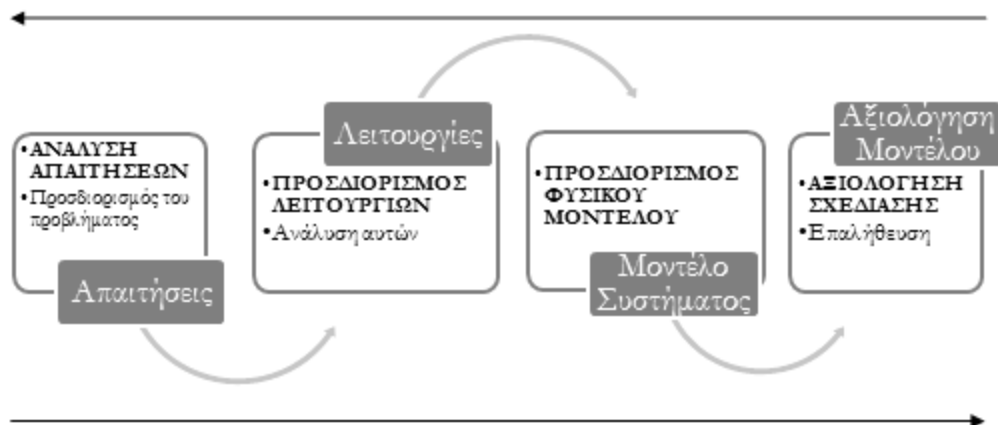 •ΑΝΑΛΥΣΗ
ΑΠΑΙΤΗΣΕΩΝ
•Προσδιορισμός του
προβλήματος
Απαιτήσεις
Λειτουργίες
•ΠΡΟΣΔΙΟΡΙΣΜΟΣ
ΛΕΙΤΟΥΡΓΙΩΝ
•Ανάλυση αυτών
•ΠΡΟΣΔΙΟΡΙΣΜΟΣ
ΦΥΣΙΚΟΥ
ΜΟΝΤΕΛΟΥ
Μοντέλο
Συστήματος
Αξιολόγηση
Μοντέλου
•ΑΞΙΟΛΟΓΗΣΗ
ΣΧΕΔΙΑΣΗΣ
•Επαλήθευση